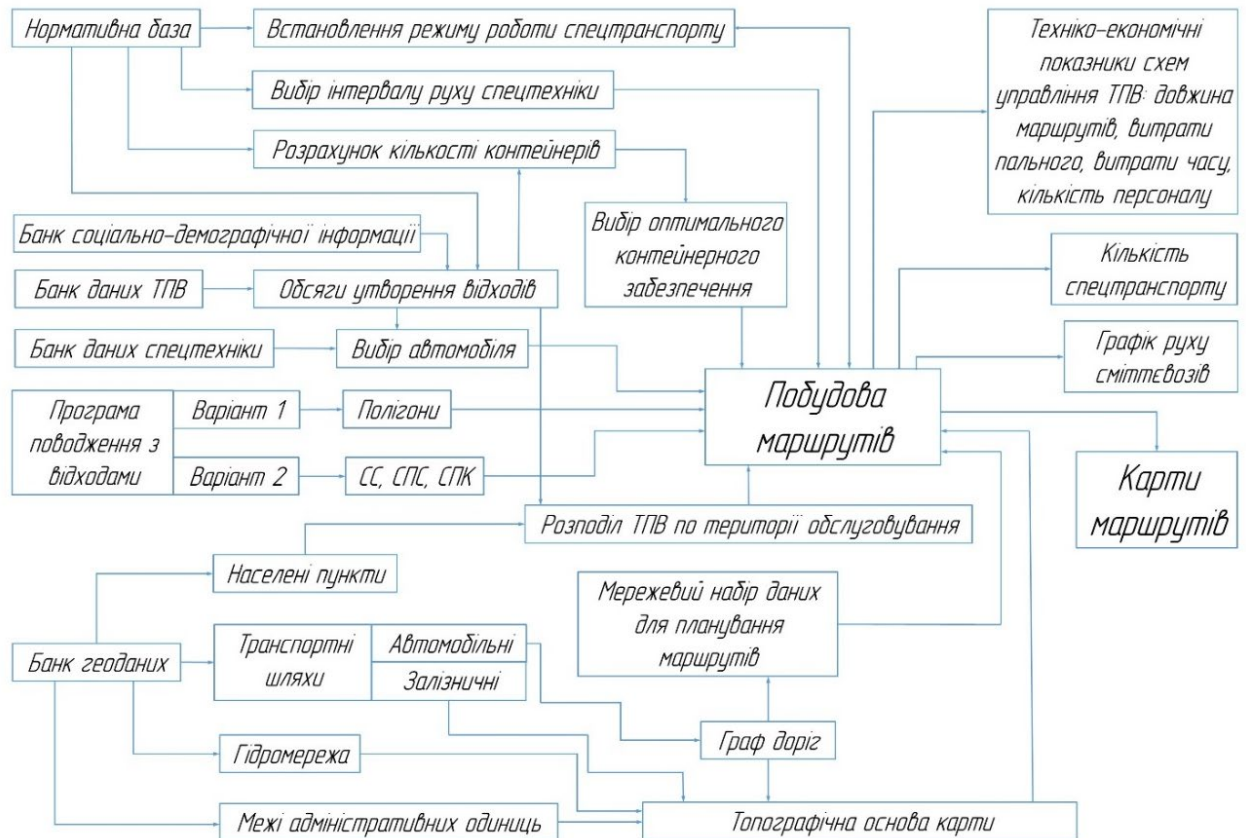 Нормативна база
Встановлення режиму роботи спецтранспорту
Вибір інтервалу руху спецтехніки
Розрахунок кількості контейнерів
Техніко-економічні
показники схем
управління ТПВ: довжина
маршрутів, витрати
пального, витрати часу,
кількість персоналу
Банк соціально-демографічної інформації
Вибір оптимального
контейнерного
забезпечення
Банк даних ТПВ
Обсяги утворення відходів
Кількість
спецтранспорту
Банк даних спецтехніки
Вибір автомобіля
Графік руху
сміттєвозів
Програма
поводження з
відходами
Варіант 1
Полігони
Варіант 2
СС, СПС, СПК
Побудова
маршрутів
Карти
маршрутів
Розподіл ТПВ по території обслуговування
Населені пункти
Мережевий набір даних
для планування
маршрутів
Банк геоданих
Транспортні
шляхи
Автомобільні
Залізничні
Граф доріг
Гідромережа
Межі адміністративних одиниць
Топографічна основа карти